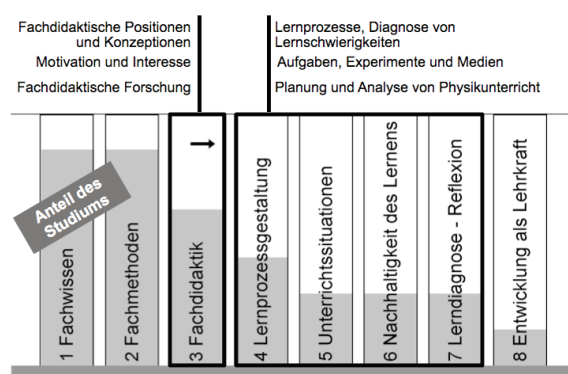 Fachdidaktische Positionen
und Konzeptionen
Motivation und Interesse
Fachdidaktische Forschung
Lernprozesse, Diagnose von
Lernschwierigkeiten
Aufgaben, Experimente und Medien
Planung und Analyse von Physikunterricht
Anteil des
Studiums
1 Fachwissen
2 Fachmethoden
3 Fachdidaktik
4 Lernprozessgestaltung
5 Unterrichtssituationen
6 Nachhaltigkeit des Lernens
7 Lerndiagnose - Reflexion
8 Entwicklung als Lehrkraft